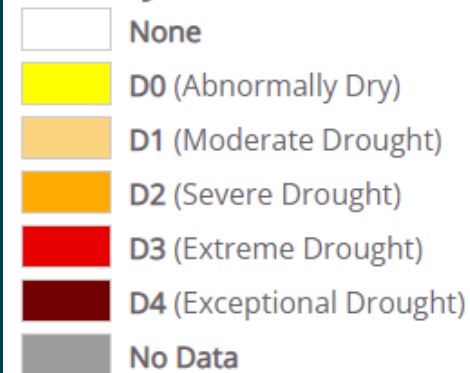 None
D0 (Abnormally Dry)
D1 (Moderate Drought)
D2 (Severe Drought)
D3 (Extreme Drought)
D4 (Exceptional Drought)
No Data